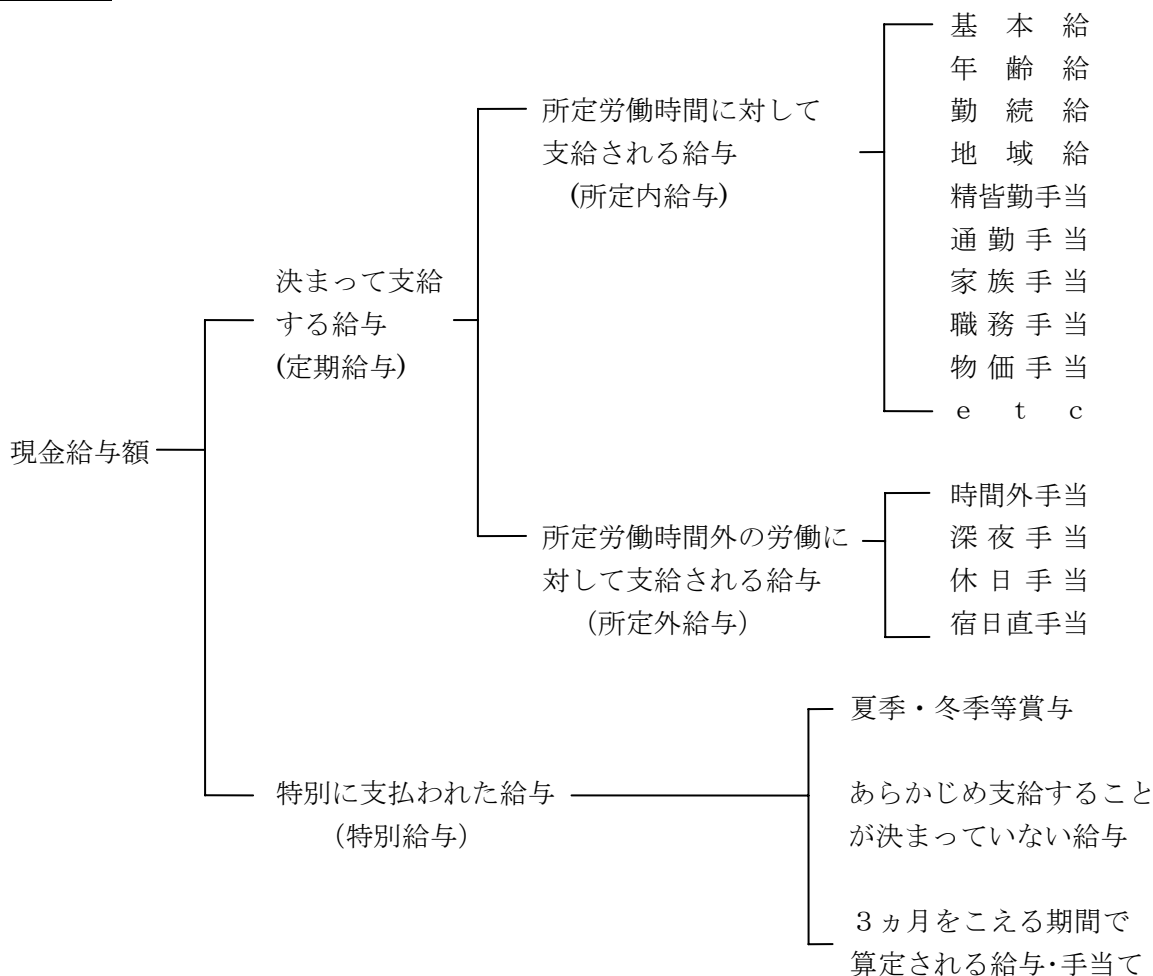 基本給
年齢給
勤続給
地域給
精皆勤手当
通勤手当
家族手当
職務手当
物価手当
etc
所定労働時間に対して
支給される給与
(所定内給与)
決まって支給
する給与
(定期給与)
現金給与額
時間外手当
深夜手当
休日手当
宿日直手当
所定労働時間外の労働に
対して支給される給与
（所定外給与）
特別に支払われた給与
（特別給与）
夏季・冬季等賞与
あらかじめ支給すること
が決まっていない給与
３ヵ月をこえる期間で
算定される給与・手当て